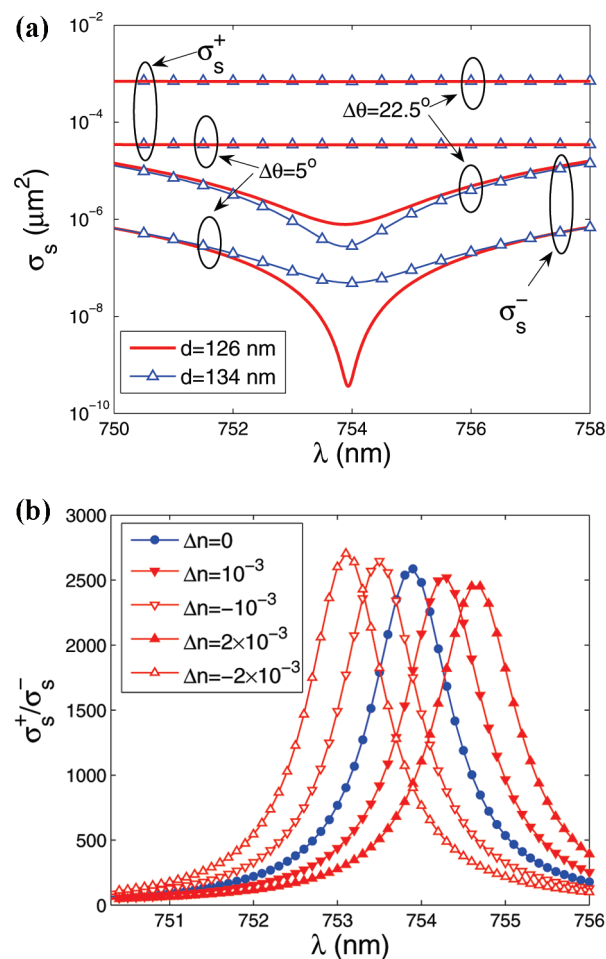 (a)
10⁻²
10⁻⁴
10⁻⁶
10⁻⁸
10⁻¹⁰
σₛ (μm²)
σₛ⁺
Δθ=22.5°
Δθ=5°
σₛ⁻
d=126 nm
d=134 nm
750 752 754 756 758
λ (nm)
(b)
3000
2500
2000
1500
1000
500
0
σₛ⁺/σₛ⁻
Δn=0
Δn=10⁻³
Δn=−10⁻³
Δn=2×10⁻³
Δn=−2×10⁻³
751 752 753 754 755 756
λ (nm)